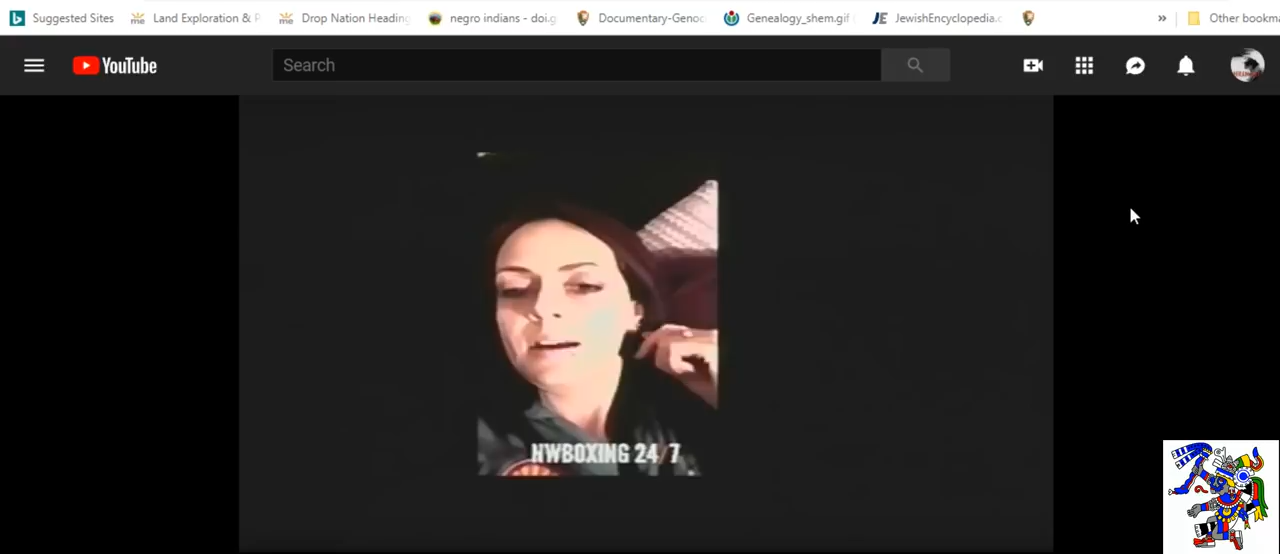 Suggested Sites Land Exploration & P Drop Nation Heading negro indians - doi.g Documentary-Genoc Genealogy_shem.gif ( JewishEncyclopedia.c » Other bookma
YouTube Search
NWBOXING 24/7